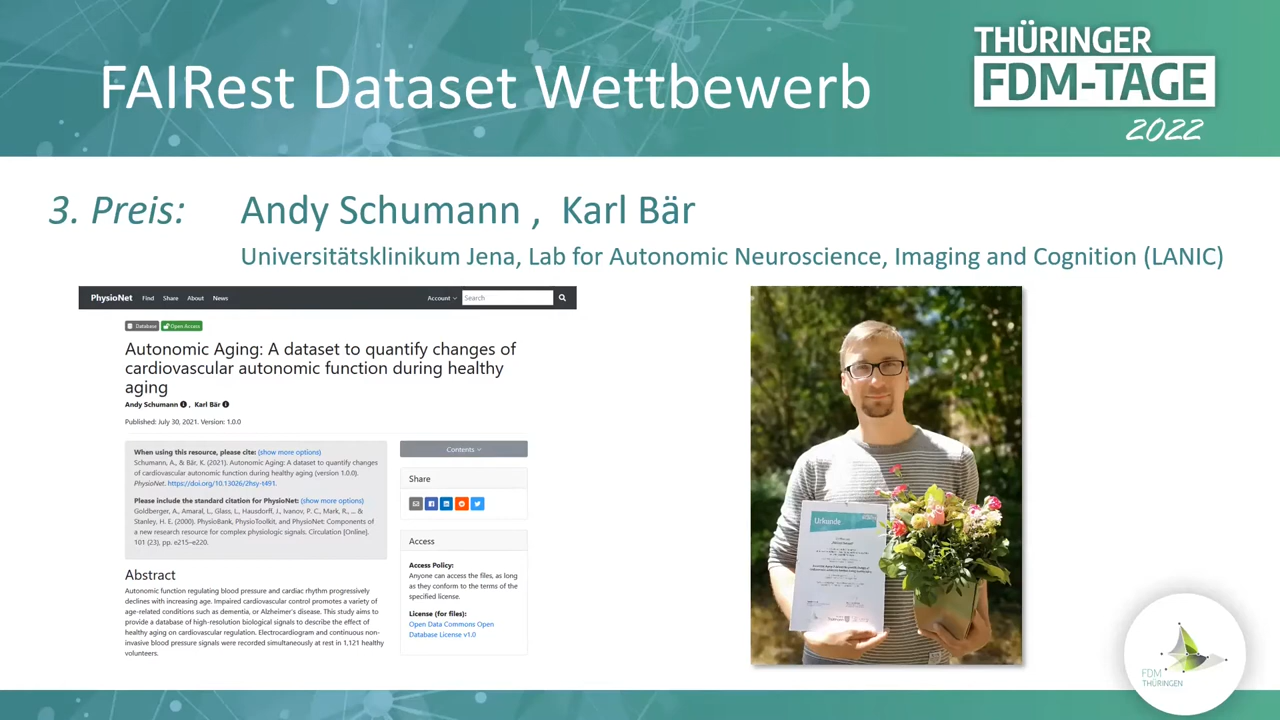 FAIRest Dataset Wettbewerb
THÜRINGER
FDM-TAGE
2022
3. Preis: Andy Schumann , Karl Bär
Universitätsklinikum Jena, Lab for Autonomic Neuroscience, Imaging and Cognition (LANIC)
PhysioNet Find Share About News Account Search
Database Open Access
Autonomic Aging: A dataset to quantify changes of
cardiovascular autonomic function during healthy
aging
Andy Schumann , Karl Bär
Published: July 30, 2021. Version: 1.0.0
When using this resource, please cite: (show more options)
Schumann, A., & Bär, K. (2021). Autonomic Aging: A dataset to quantify changes
of cardiovascular autonomic function during healthy aging (version 1.0.0).
PhysioNet. https://doi.org/10.13026/2hsy-t491.
Please include the standard citation for PhysioNet: (show more options)
Goldberger, A., Amaral, L., Glass, L., Hausdorff, J., Ivanov, P. C., Mark, R., ... &
Stanley, H. E. (2000). PhysioBank, PhysioToolkit, and PhysioNet: Components of
a new research resource for complex physiologic signals. Circulation [Online].
101 (23), pp. e215–e220.
Abstract
Autonomic function regulating blood pressure and cardiac rhythm progressively
declines with increasing age. Impaired cardiovascular control promotes a variety of
age-related conditions such as dementia, or Alzheimer's disease. This study aims to
provide a database of high-resolution biological signals to describe the effect of
healthy aging on cardiovascular regulation. Electrocardiogram and continuous non-
invasive blood pressure signals were recorded simultaneously at rest in 1,121 healthy
volunteers.
Contents
Share
Access
Access Policy:
Anyone can access the files, as long
as they conform to the terms of the
specified license.
License (for files):
Open Data Commons Open
Database License v1.0
Urkunde
FDM
THÜRINGEN